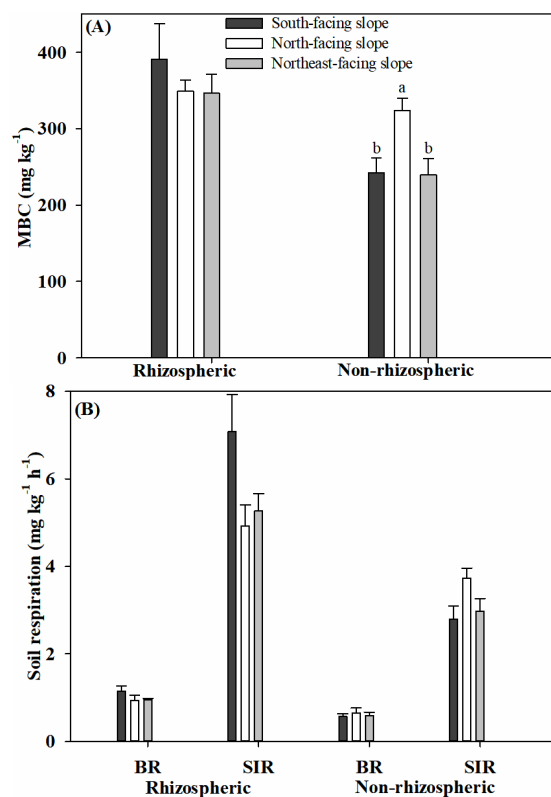 (A)
South-facing slope
North-facing slope
Northeast-facing slope
MBC (mg kg⁻¹)
400
300
200
100
0
b
a
b
Rhizospheric
Non-rhizospheric
(B)
Soil respiration (mg kg⁻¹ h⁻¹)
8
6
4
2
0
BR
SIR
BR
SIR
Rhizospheric
Non-rhizospheric